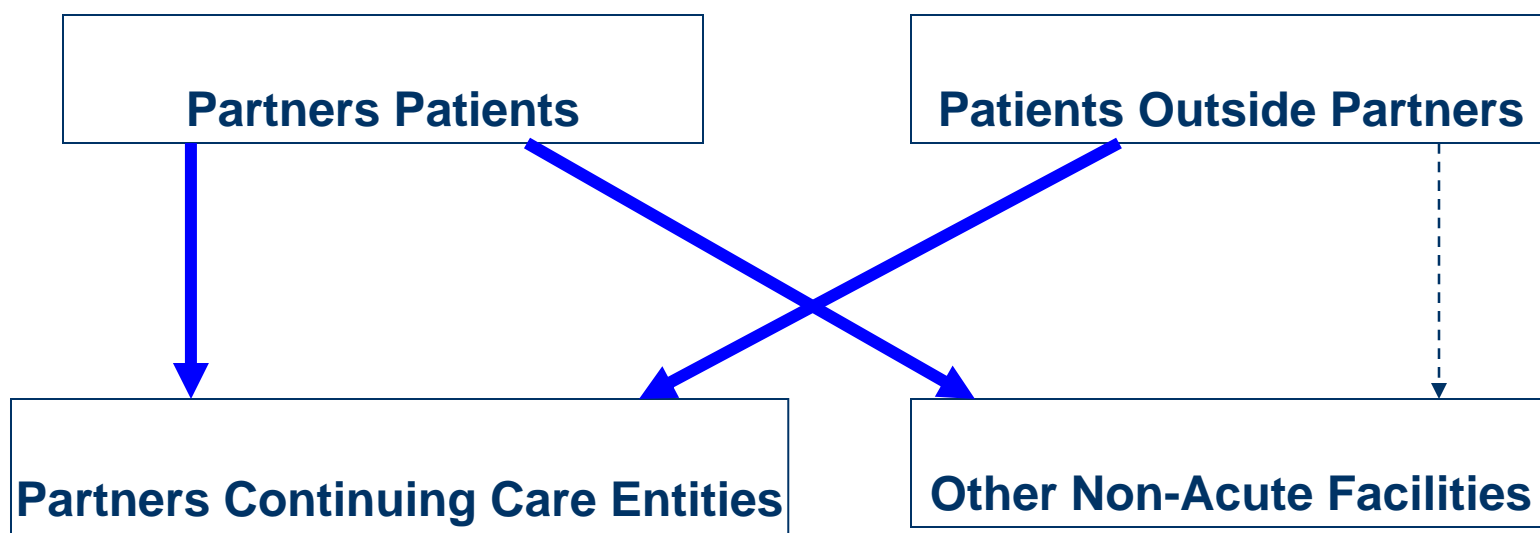 Partners Patients
Patients Outside Partners
Partners Continuing Care Entities
Other Non-Acute Facilities